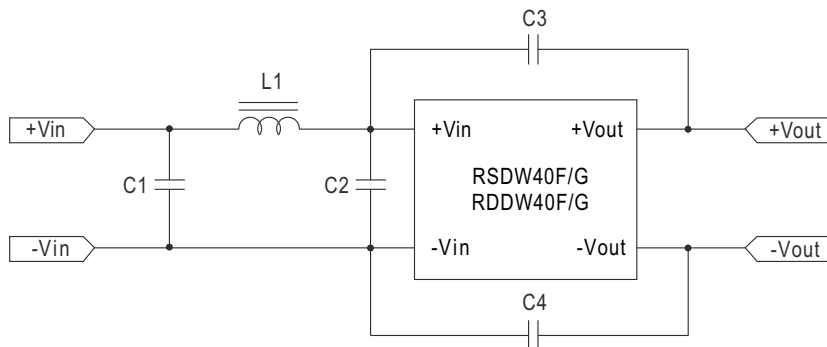 C3
L1
+Vin
+Vin
+Vout
+Vout
C1
C2
RSDW40F/G
RDDW40F/G
-Vin
-Vin
-Vout
-Vout
C4